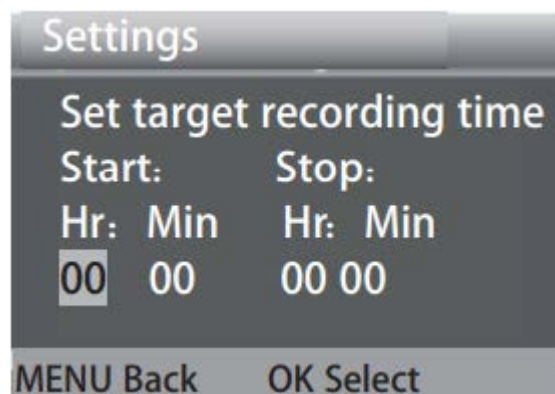 Settings
Set target recording time
Start: Stop:
Hr: Min Hr: Min
00 00 00 00
MENU Back OK Select